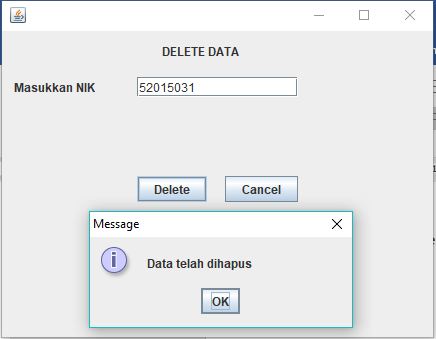 DELETE DATA
Masukkan NIK 52015031
Delete Cancel
Message
Data telah dihapus
OK